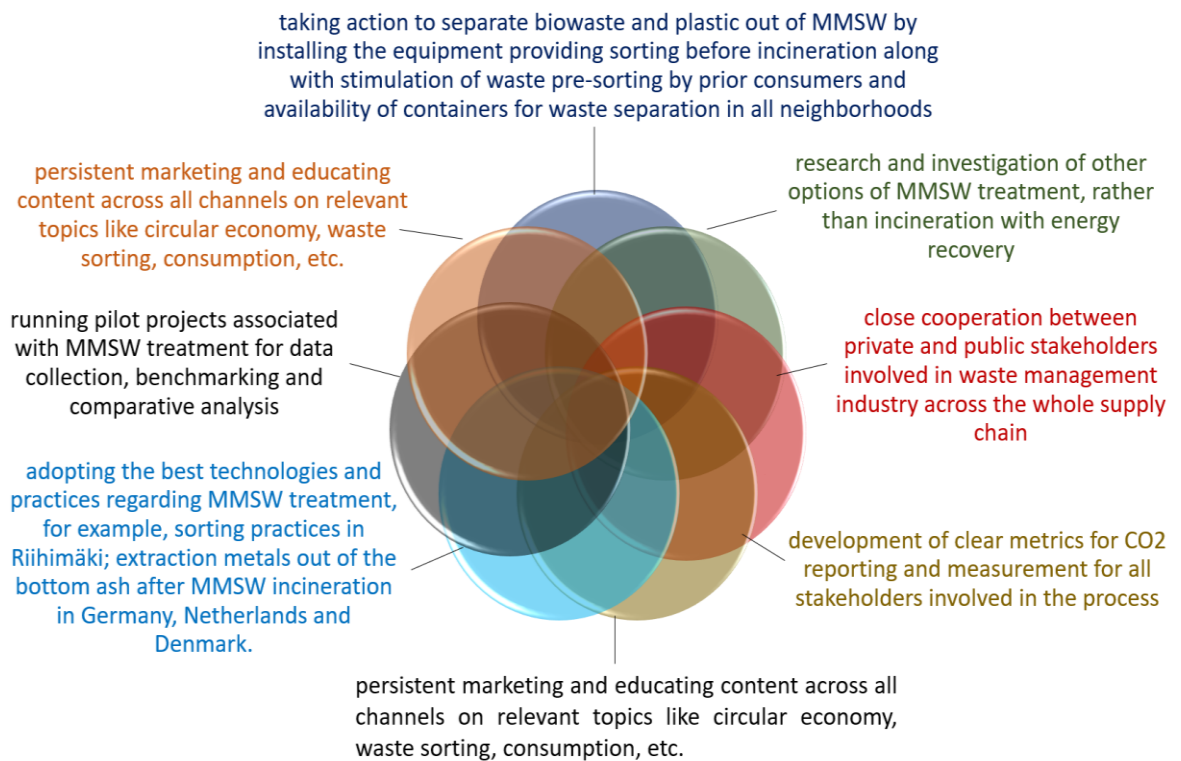 taking action to separate biowaste and plastic out of MMSW by
installing the equipment providing sorting before incineration along
with stimulation of waste pre-sorting by prior consumers and
availability of containers for waste separation in all neighborhoods
research and investigation of other
options of MMSW treatment, rather
than incineration with energy
recovery
close cooperation between
private and public stakeholders
involved in waste management
industry across the whole supply
chain
development of clear metrics for CO2
reporting and measurement for all
stakeholders involved in the process
persistent marketing and educating content across all
channels on relevant topics like circular economy,
waste sorting, consumption, etc.
adopting the best technologies and
practices regarding MMSW treatment,
for example, sorting practices in
Riihimäki; extraction metals out of the
bottom ash after MMSW incineration
in Germany, Netherlands and
Denmark.
running pilot projects associated
with MMSW treatment for data
collection, benchmarking and
comparative analysis
persistent marketing and educating
content across all channels on relevant
topics like circular economy, waste
sorting, consumption, etc.